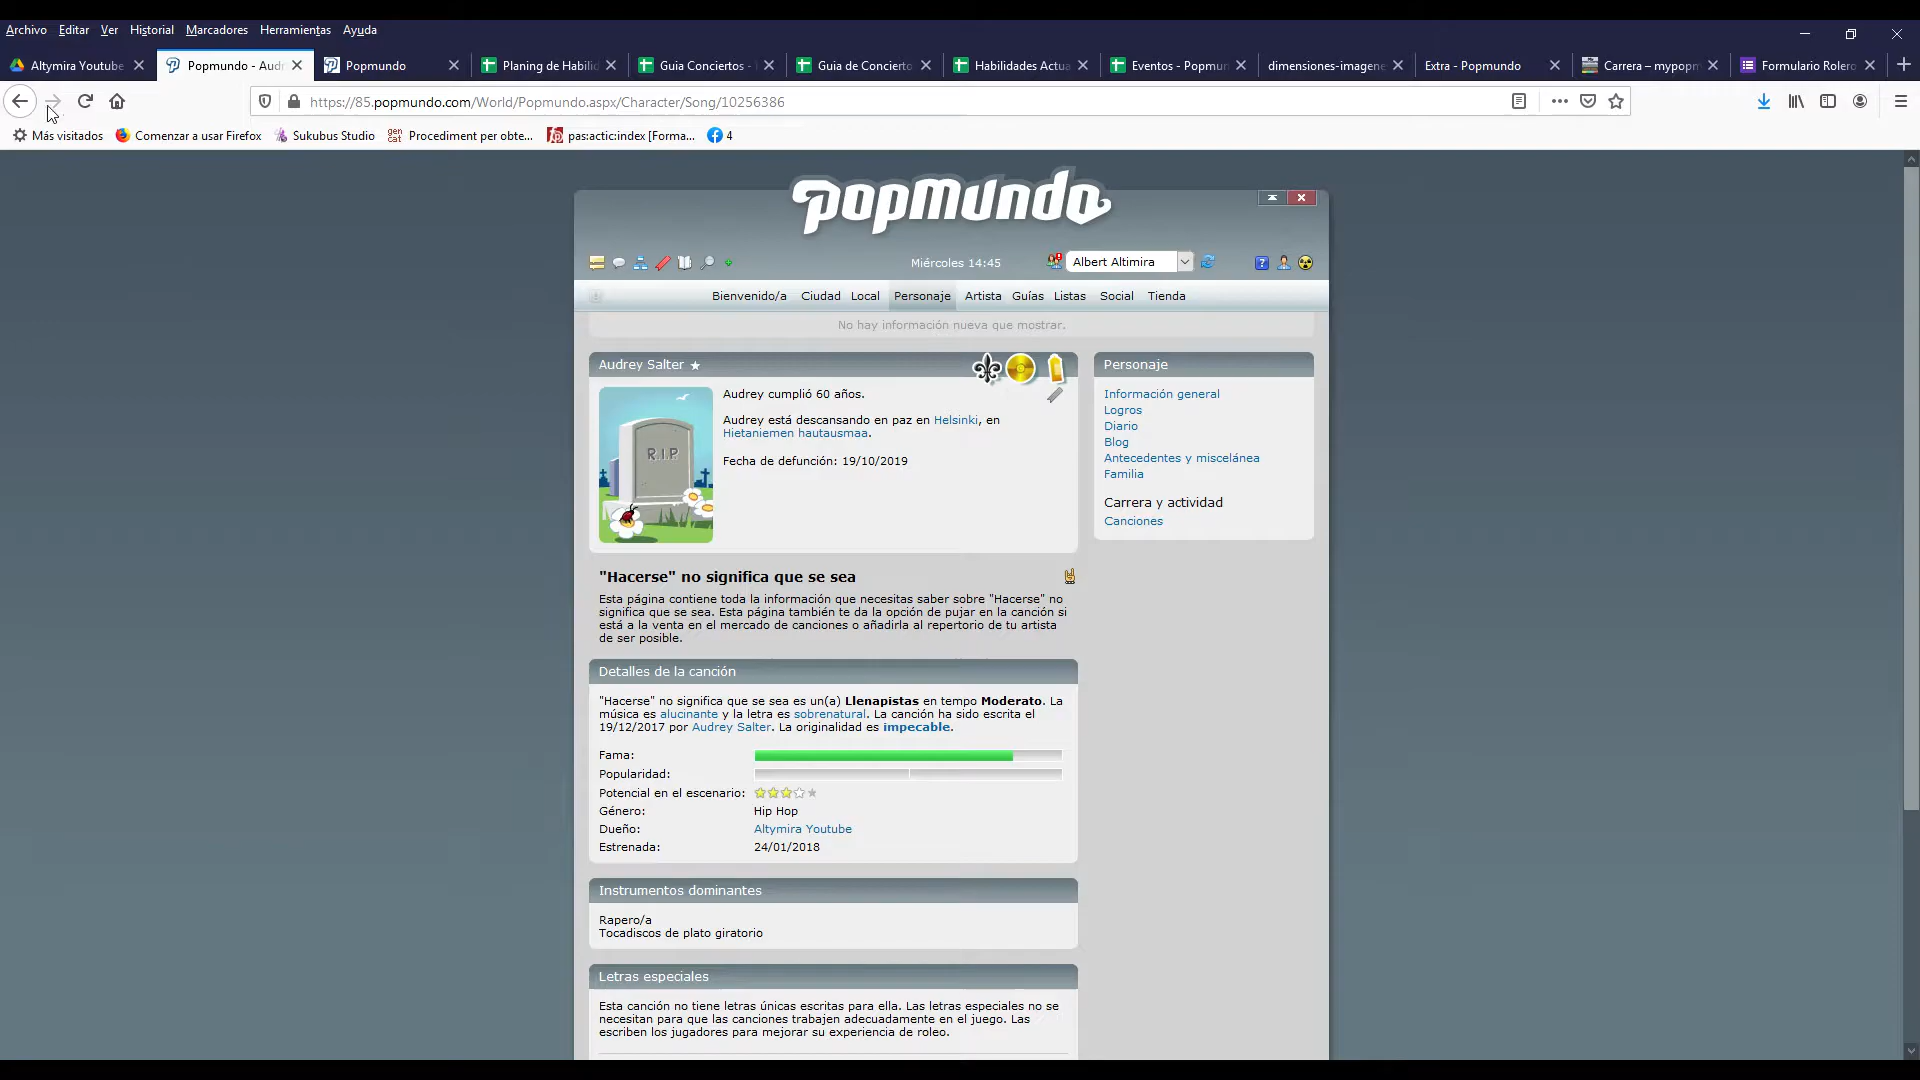 Archivo Editar Ver Historial Marcadores Herramientas Ayuda
Altymira Youtube Popmundo - Aud Popmundo Planing de Habilid Guia Conciertos - Guia de Concierto Habilidades Actua Eventos - Popmun dimensiones-imagene Extra - Popmundo Carrera – mypopm Formulario Rolero
https://85.popmundo.com/World/Popmundo.aspx/Character/Song/10256386
Más visitados Comenzar a usar Firefox Sukubus Studio gen cat Procediment per obte... pas:actic:index [Forma... 4
popmundo
Miércoles 14:45 Albert Altimira
Bienvenido/a Ciudad Local Personaje Artista Guías Listas Social Tienda
No hay información nueva que mostrar.
Audrey Salter
Audrey cumplió 60 años.
Audrey está descansando en paz en Helsinki, en
Hietaniemen hautausmaa.
Fecha de defunción: 19/10/2019
R.I.P
Personaje
Información general
Logros
Diario
Blog
Antecedentes y miscelánea
Familia
Carrera y actividad
Canciones
"Hacerse" no significa que se sea
Esta página contiene toda la información que necesitas saber sobre "Hacerse" no
significa que se sea. Esta página también te da la opción de pujar en la canción si
está a la venta en el mercado de canciones o añadirla al repertorio de tu artista
de ser posible.
Detalles de la canción
"Hacerse" no significa que se sea es un(a) Llenapistas en tempo Moderato. La
música es alucinante y la letra es sobrenatural. La canción ha sido escrita el
19/12/2017 por Audrey Salter. La originalidad es impecable.
Fama:
Popularidad:
Potencial en el escenario:
Género: Hip Hop
Dueño: Altymira Youtube
Estrenada: 24/01/2018
Instrumentos dominantes
Rapero/a
Tocadiscos de plato giratorio
Letras especiales
Esta canción no tiene letras únicas escritas para ella. Las letras especiales no se
necesitan para que las canciones trabajen adecuadamente en el juego. Las
escriben los jugadores para mejorar su experiencia de roleo.